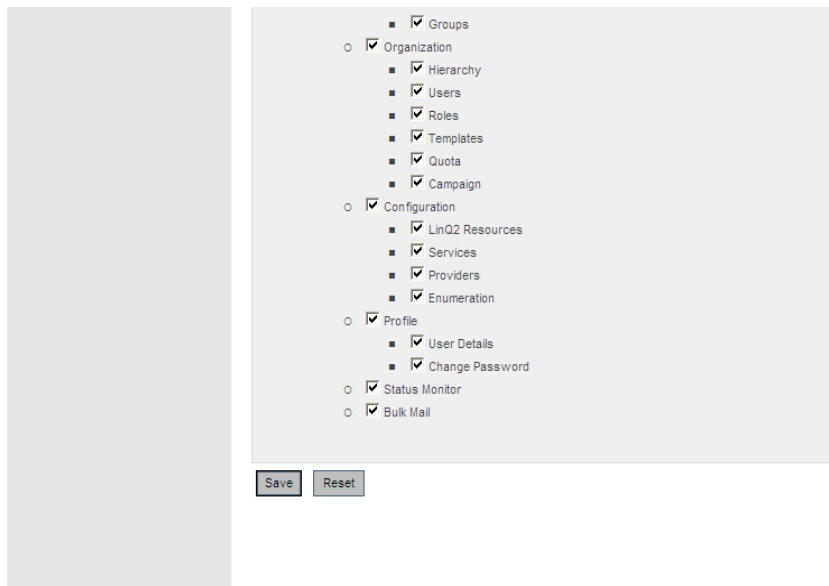 Groups
Organization
Hierarchy
Users
Roles
Templates
Quota
Campaign
Configuration
LinQ2 Resources
Services
Providers
Enumeration
Profile
User Details
Change Password
Status Monitor
Bulk Mail
Save Reset